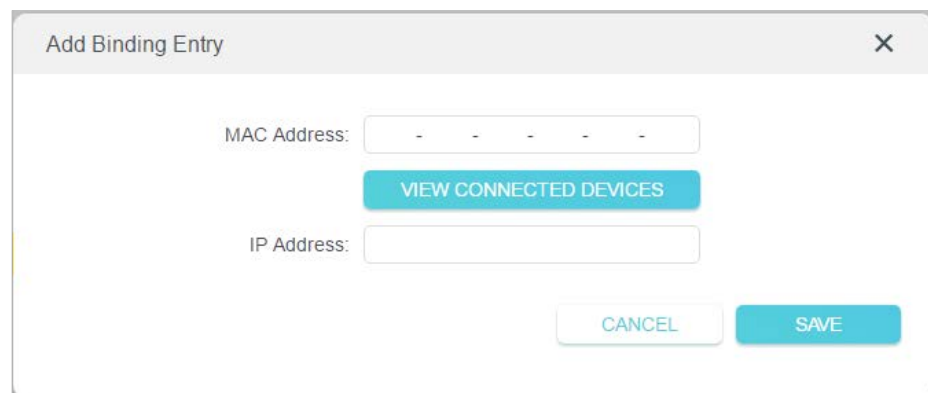 Add Binding Entry ✕
MAC Address: - - - - -
VIEW CONNECTED DEVICES
IP Address:
CANCEL SAVE